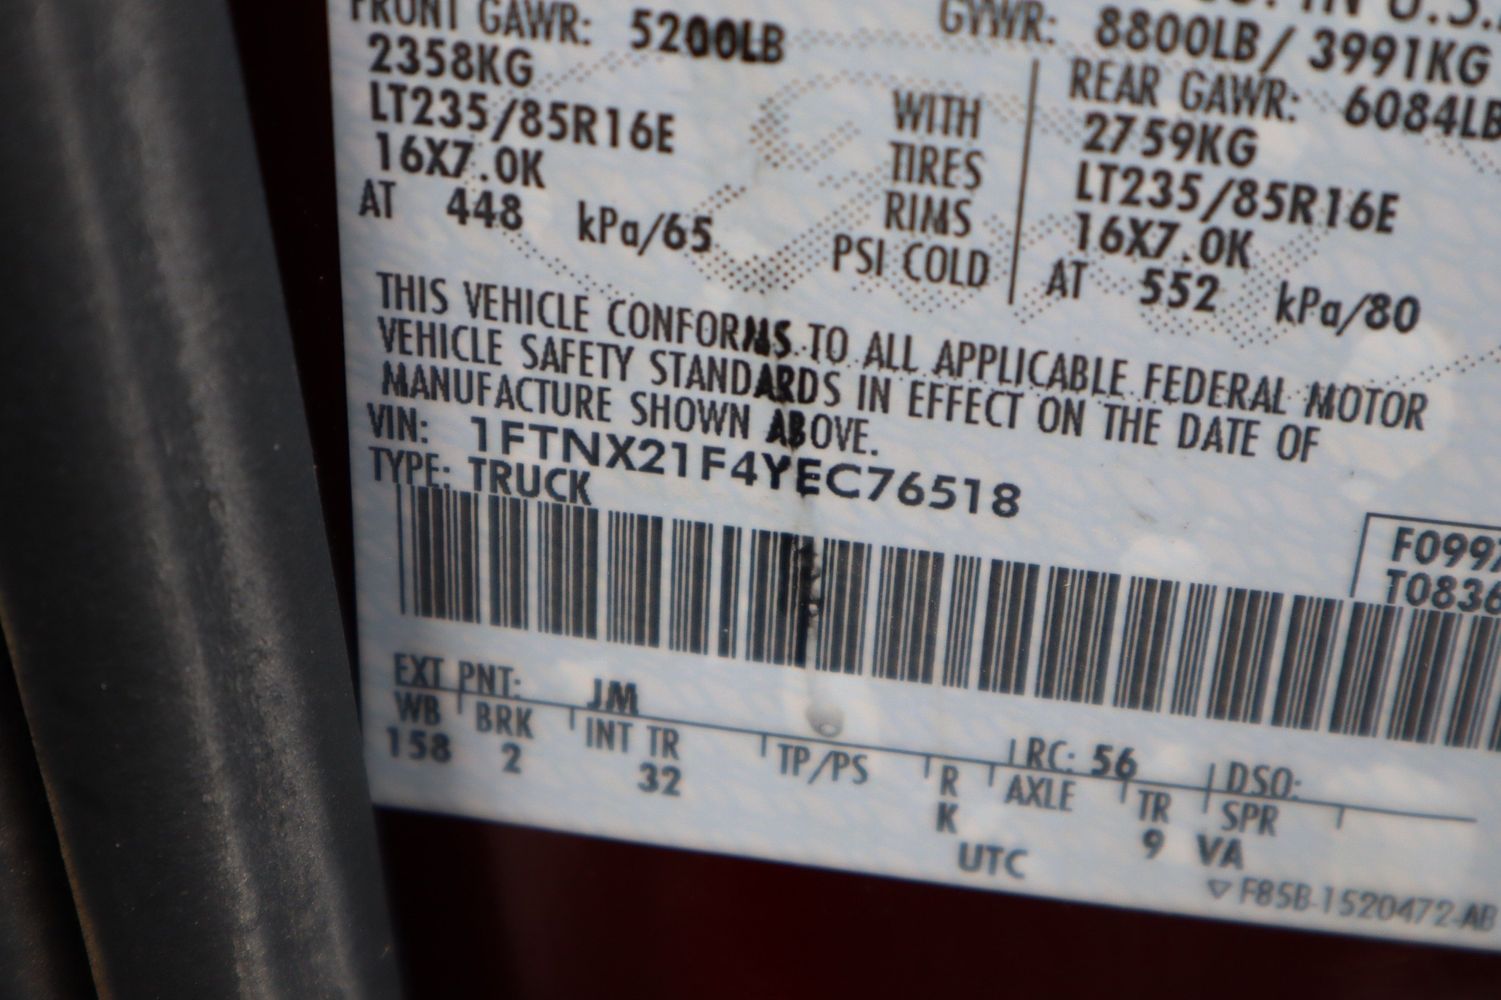 IN U.S.
FRONT GAWR: 5200LB
GVWR: 8800LB/ 3991KG
2358KG
LT235/85R16E
16X7.0K
AT 448 kPa/65
WITH
TIRES
RIMS
PSI COLD
REAR GAWR: 6084LB
2759KG
LT235/85R16E
16X7.0K
AT 552 kPa/80
THIS VEHICLE CONFORMS TO ALL APPLICABLE FEDERAL MOTOR
VEHICLE SAFETY STANDARDS IN EFFECT ON THE DATE OF
MANUFACTURE SHOWN ABOVE.
VIN: 1FTNX21F4YEC76518
TYPE: TRUCK
F099
T0836
EXT PNT: JM
RC: 56 DSO:
WB BRK INT TR TP/PS R AXLE TR SPR
158 2 32 K 9 VA
UTC
▽ F85B-1520472-AB